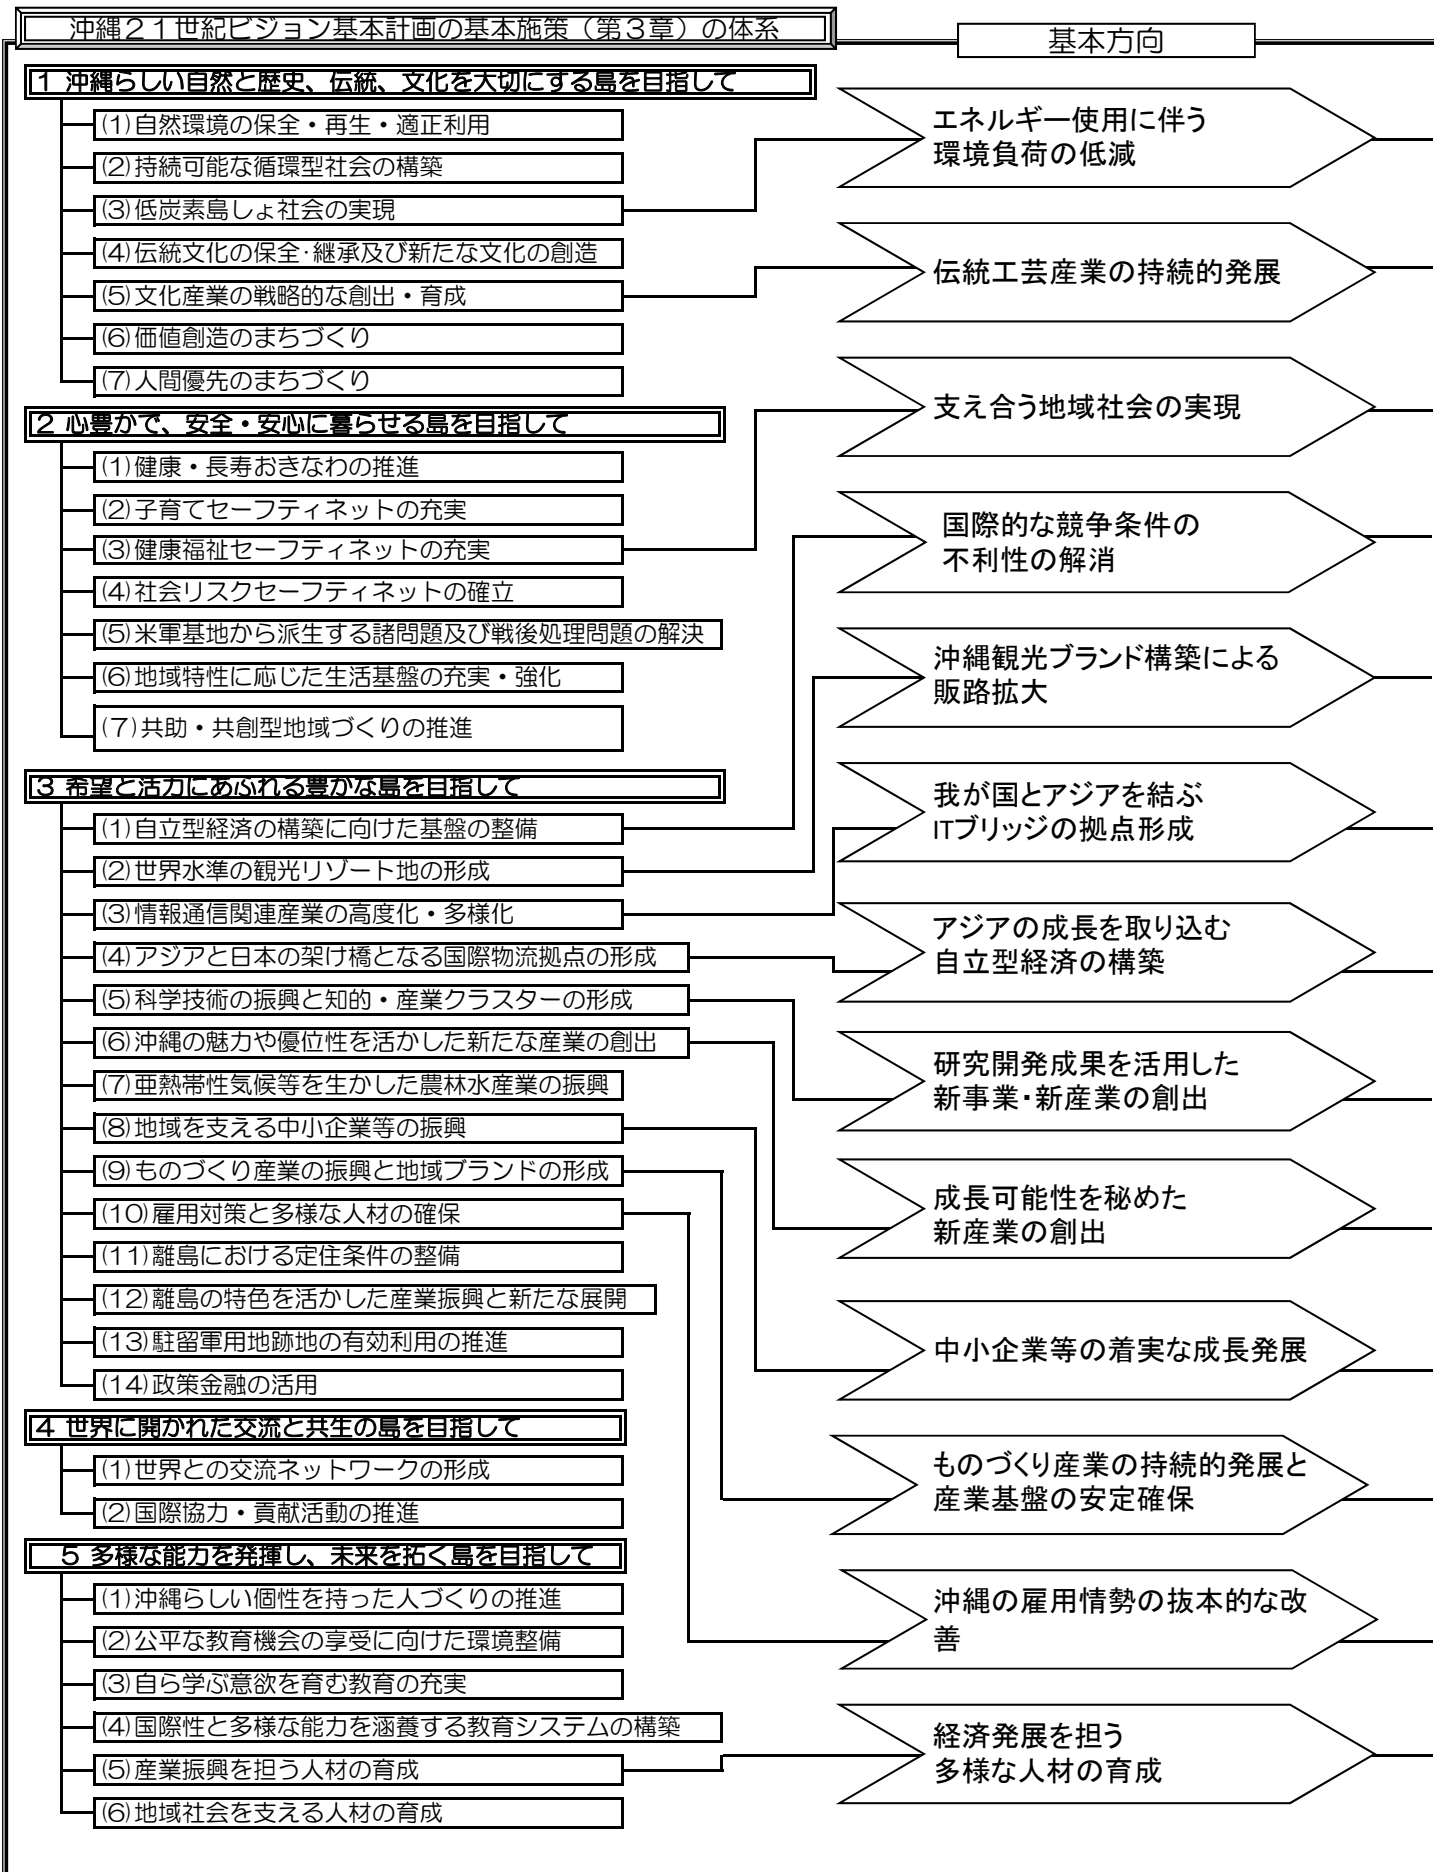 沖縄21世紀ビジョン基本計画の基本施策（第3章）の体系
基本方向
1 沖縄らしい自然と歴史、伝統、文化を大切にする島を目指して
(1)自然環境の保全・再生・適正利用
(2)持続可能な循環型社会の構築
(3)低炭素島しょ社会の実現
(4)伝統文化の保全・継承及び新たな文化の創造
(5)文化産業の戦略的な創出・育成
(6)価値創造のまちづくり
(7)人間優先のまちづくり
2 心豊かで、安全・安心に暮らせる島を目指して
(1)健康・長寿おきなわの推進
(2)子育てセーフティネットの充実
(3)健康福祉セーフティネットの充実
(4)社会リスクセーフティネットの確立
(5)米軍基地から派生する諸問題及び戦後処理問題の解決
(6)地域特性に応じた生活基盤の充実・強化
(7)共助・共創型地域づくりの推進
3 希望と活力にあふれる豊かな島を目指して
(1)自立型経済の構築に向けた基盤の整備
(2)世界水準の観光リゾート地の形成
(3)情報通信関連産業の高度化・多様化
(4)アジアと日本の架け橋となる国際物流拠点の形成
(5)科学技術の振興と知的・産業クラスターの形成
(6)沖縄の魅力や優位性を活かした新たな産業の創出
(7)亜熱帯性気候等を生かした農林水産業の振興
(8)地域を支える中小企業等の振興
(9)ものづくり産業の振興と地域ブランドの形成
(10)雇用対策と多様な人材の確保
(11)離島における定住条件の整備
(12)離島の特色を活かした産業振興と新たな展開
(13)駐留軍用地跡地の有効利用の推進
(14)政策金融の活用
4 世界に開かれた交流と共生の島を目指して
(1)世界との交流ネットワークの形成
(2)国際協力・貢献活動の推進
5 多様な能力を発揮し、未来を拓く島を目指して
(1)沖縄らしい個性を持った人づくりの推進
(2)公平な教育機会の享受に向けた環境整備
(3)自ら学ぶ意欲を育む教育の充実
(4)国際性と多様な能力を涵養する教育システムの構築
(5)産業振興を担う人材の育成
(6)地域社会を支える人材の育成
エネルギー使用に伴う
環境負荷の低減
伝統工芸産業の持続的発展
支え合う地域社会の実現
国際的な競争条件の
不利性の解消
沖縄観光ブランド構築による
販路拡大
我が国とアジアを結ぶ
ITブリッジの拠点形成
アジアの成長を取り込む
自立型経済の構築
研究開発成果を活用した
新事業・新産業の創出
成長可能性を秘めた
新産業の創出
中小企業等の着実な成長発展
ものづくり産業の持続的発展と
産業基盤の安定確保
沖縄の雇用情勢の抜本的な改
善
経済発展を担う
多様な人材の育成